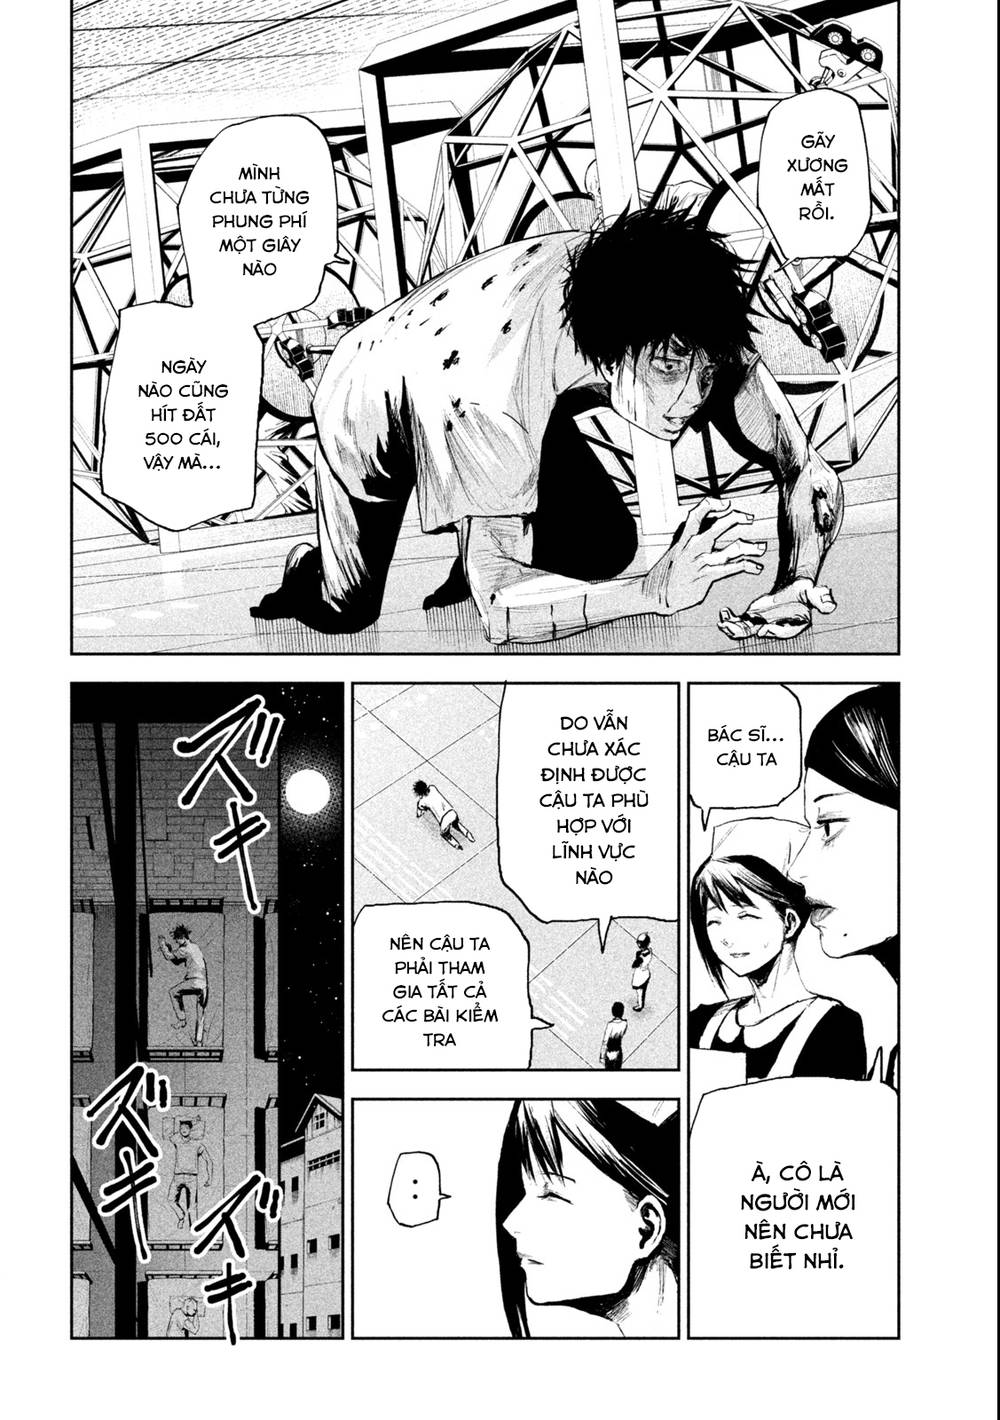 GÃY
XƯƠNG
MẤT
RỒI.
MÌNH
CHƯA TỪNG
PHUNG PHÍ
MỘT GIÂY
NÀO
NGÀY
NÀO CŨNG
HÍT ĐẤT
500 CÁI,
VẬY MÀ...
BÁC SĨ...
CẬU TA
À, CÔ LÀ
NGƯỜI MỚI
NÊN CHƯA
BIẾT NHỈ.
DO VẪN
CHƯA XÁC
ĐỊNH ĐƯỢC
CẬU TA PHÙ
HỢP VỚI
LĨNH VỰC
NÀO
NÊN CẬU TA
PHẢI THAM
GIA TẤT CẢ
CÁC BÀI KIỂM
TRA
:
ズキ
ズキ
ズキ